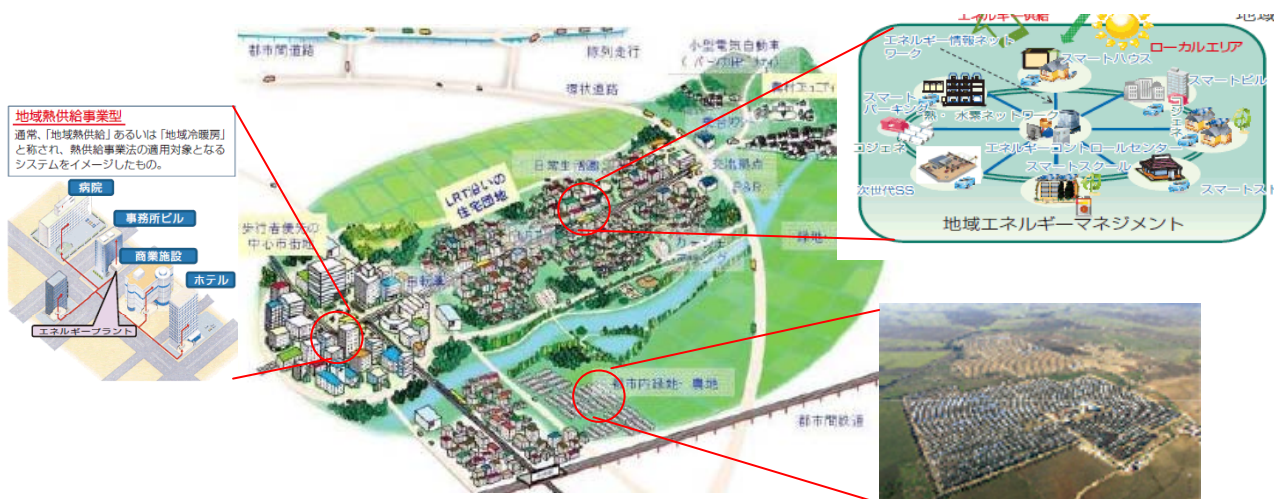 エネルギー供給
地域
エネルギー情報ネット
ワーク
ローカルエリア
スマートハウス
スマートビル
スマート
パーキング
熱・水素ネットワーク
コジェネ
コジェネ
エネルギーコントロールセンター
スマートスクール
次世代SS
スマートスト
地域エネルギーマネジメント
都市間道路
隊列走行
小型電気自動車
環状道路
日常生活圏
交流拠点
P&R
LRT沿いの
住宅団地
歩行者優先の
中心市街地
自転車
緑地
都市内緑地・農地
都市間鉄道
地域熱供給事業型
通常、「地域熱供給」あるいは「地域冷暖房」
と称され、熱供給事業法の適用対象となる
システムをイメージしたもの。
病院
事務所ビル
商業施設
ホテル
エネルギープラント